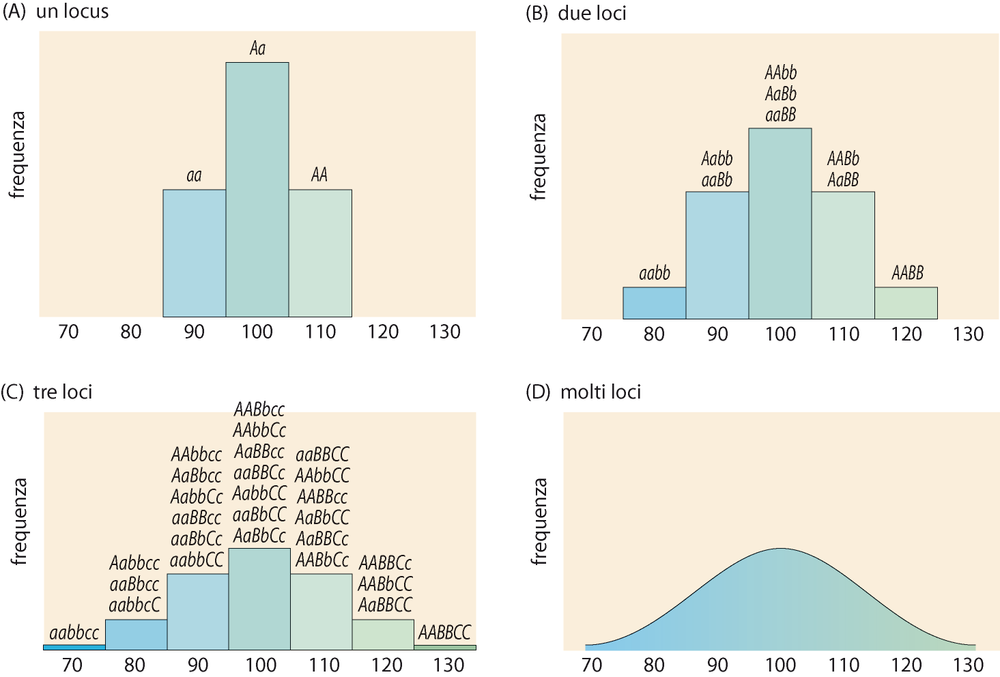 (A) un locus
frequenza
Aa
aa
AA
70 80 90 100 110 120 130
(B) due loci
frequenza
AAbb
AaBb
aaBB
Aabb
aaBb
AABb
AaBB
aabb
AABB
70 80 90 100 110 120 130
(C) tre loci
frequenza
aabbcc
Aabbcc
aaBbcc
aabbcC
AAbbcc
AaBbcc
AabbCc
aaBBcc
aaBbCc
aabbCC
AABbcc
AAbbCc
AaBBcc
aaBBCc
AabbCC
aaBbCC
AaBbCc
aaBBCC
AAbbCC
AABBcc
AaBbCC
AaBBCc
AABbCc
AABBCc
AABbCC
AaBBCC
AABBCC
70 80 90 100 110 120 130
(D) molti loci
frequenza
70 80 90 100 110 120 130